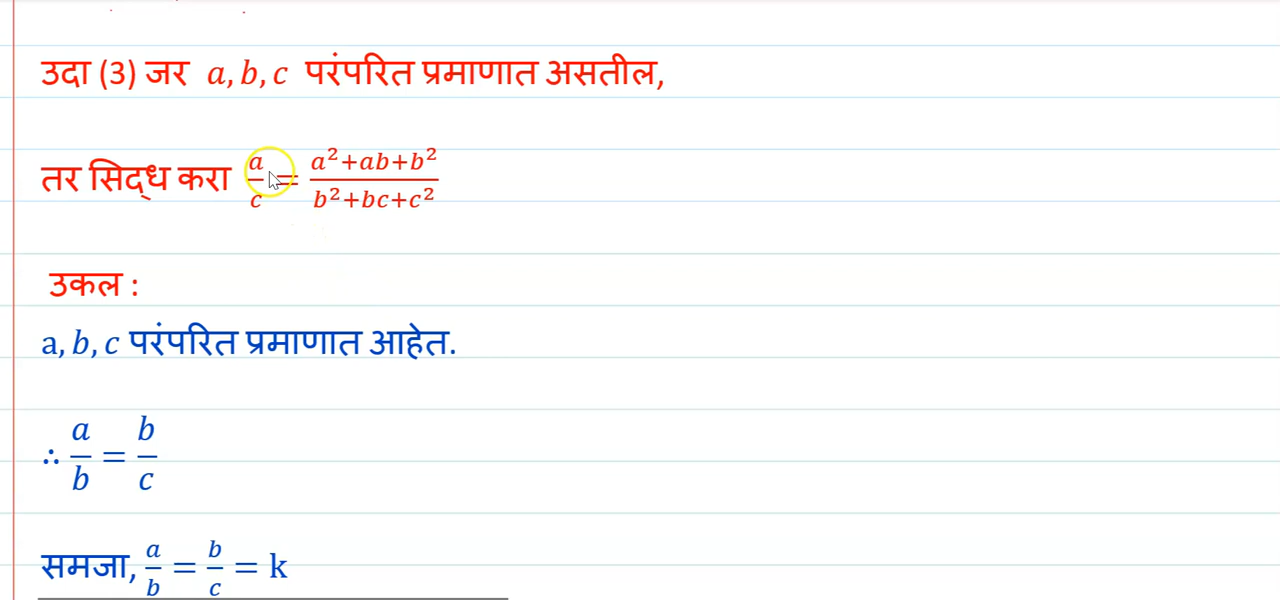 उदा (3) जर a, b, c परंपरित प्रमाणात असतील,
तर सिद्ध करा a/c = (a²+ab+b²)/(b²+bc+c²)
उकल :
a, b, c परंपरित प्रमाणात आहेत.
∴ a/b = b/c
समजा, a/b = b/c = k